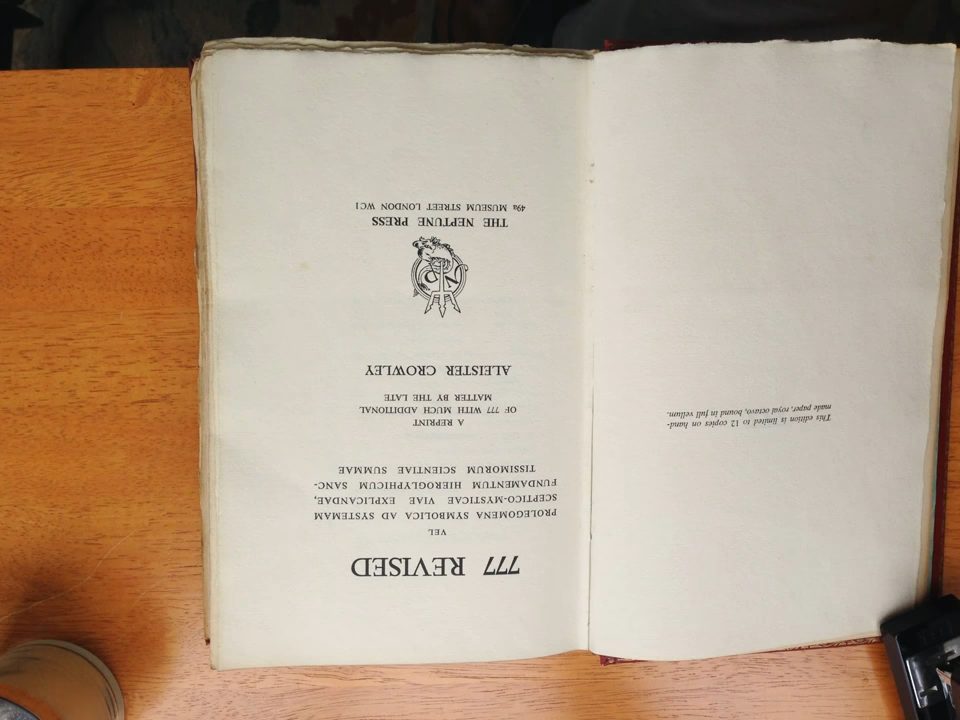 This edition is limited to 12 copies on hand-
made paper, royal octavo, bound in full vellum.
777 REVISED
VEL
PROLEGOMENA SYMBOLICA AD SYSTEMAM
SCEPTICO-MYSTICAE VIAE EXPLICANDAE,
FUNDAMENTUM HIEROGLYPHICUM SANC-
TISSIMORUM SCIENTIAE SUMMAE
A REPRINT
OF 777 WITH MUCH ADDITIONAL
MATTER BY THE LATE
ALEISTER CROWLEY
THE NEPTUNE PRESS
49a MUSEUM STREET LONDON WC1